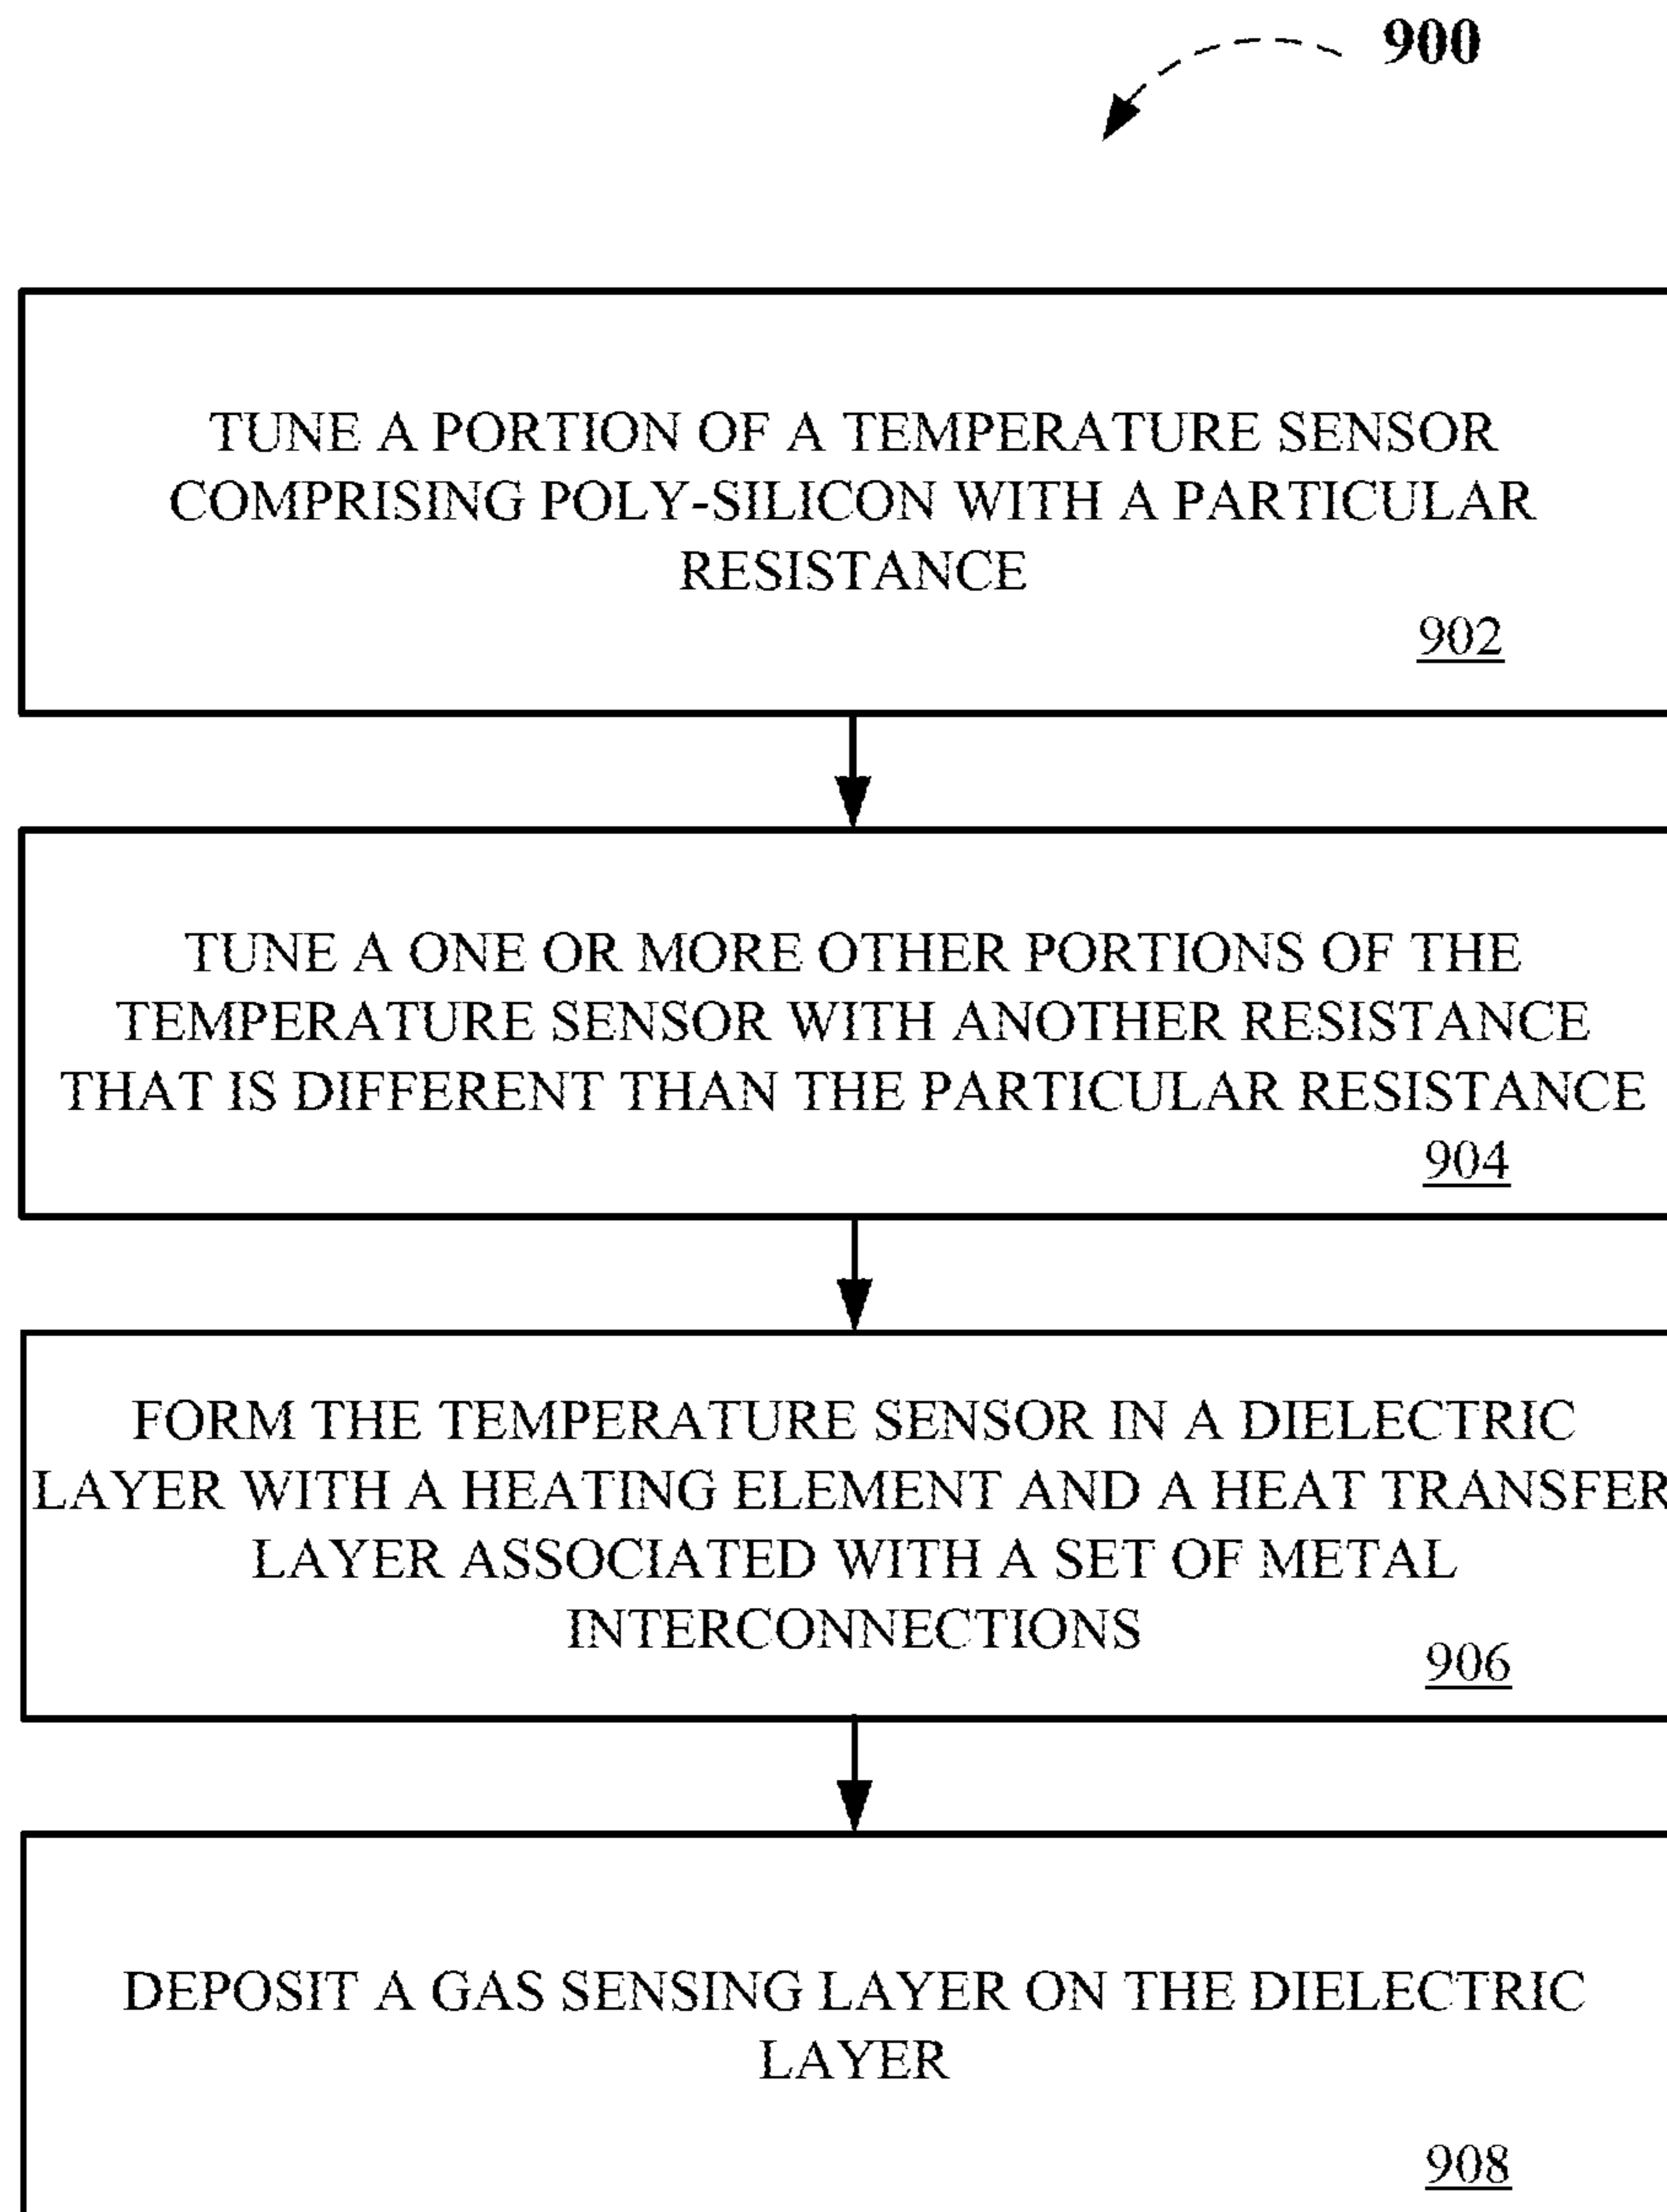 900
TUNE A PORTION OF A TEMPERATURE SENSOR
COMPRISING POLY-SILICON WITH A PARTICULAR
RESISTANCE
902
TUNE A ONE OR MORE OTHER PORTIONS OF THE
TEMPERATURE SENSOR WITH ANOTHER RESISTANCE
THAT IS DIFFERENT THAN THE PARTICULAR RESISTANCE
904
FORM THE TEMPERATURE SENSOR IN A DIELECTRIC
LAYER WITH A HEATING ELEMENT AND A HEAT TRANSFER
LAYER ASSOCIATED WITH A SET OF METAL
INTERCONNECTIONS
906
DEPOSIT A GAS SENSING LAYER ON THE DIELECTRIC
LAYER
908